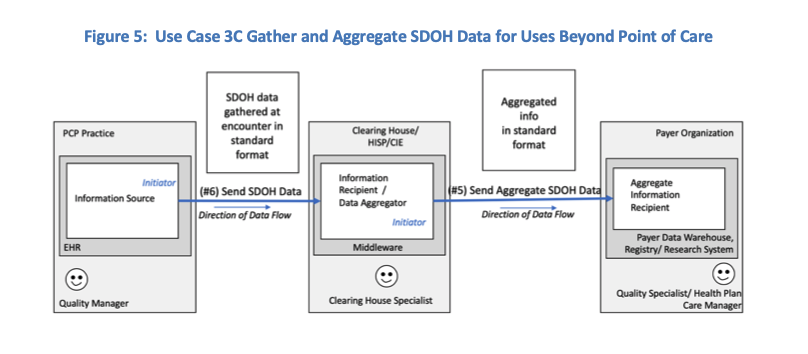 Figure 5: Use Case 3C Gather and Aggregate SDOH Data for Uses Beyond Point of Care
SDOH data
gathered at
encounter in
standard
format
Aggregated
info
in standard
format
PCP Practice
Initiator
Information Source
EHR
Quality Manager
(#6) Send SDOH Data
Direction of Data Flow
Clearing House/
HISP/CIE
Information
Recipient /
Data Aggregator
Initiator
Middleware
Clearing House Specialist
(#5) Send Aggregate SDOH Data
Direction of Data Flow
Payer Organization
Aggregate
Information
Recipient
Payer Data Warehouse,
Registry/ Research System
Quality Specialist/ Health Plan
Care Manager